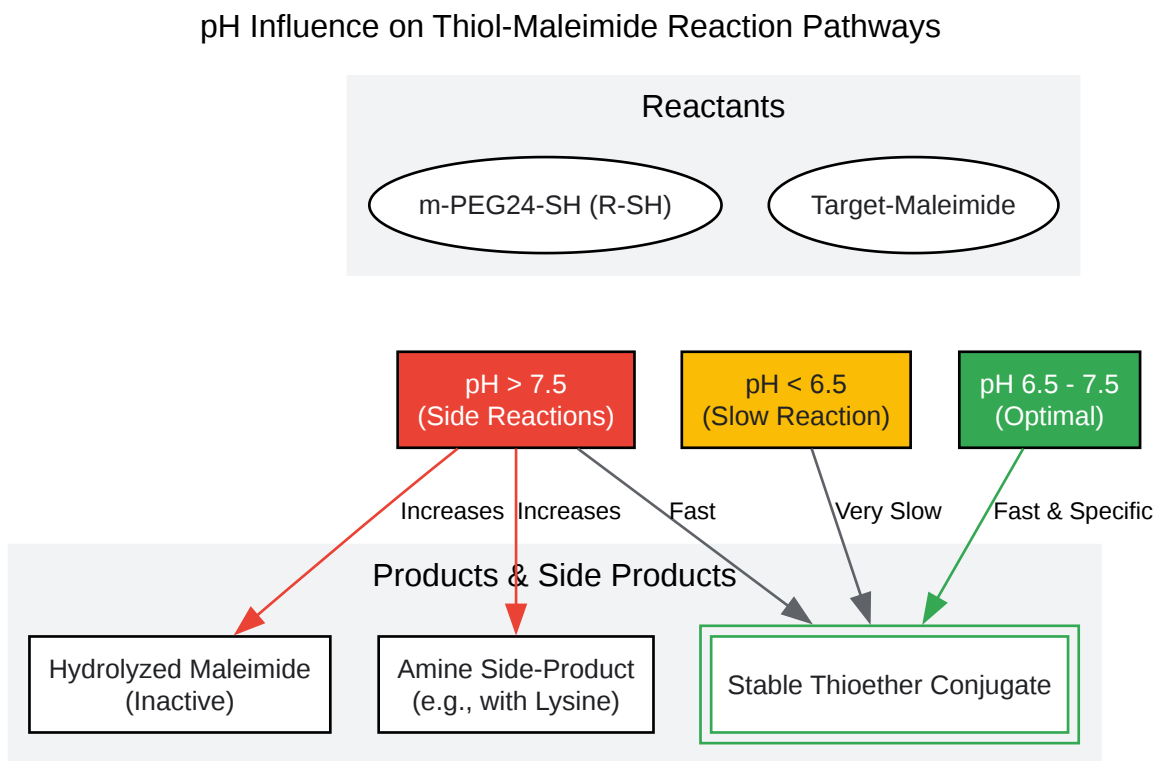 pH Influence on Thiol-Maleimide Reaction Pathways
Reactants
m-PEG24-SH (R-SH)
Target-Maleimide
pH > 7.5
(Side Reactions)
pH < 6.5
(Slow Reaction)
pH 6.5 - 7.5
(Optimal)
Increases
Increases
Fast
Very Slow
Fast & Specific
Products & Side Products
Hydrolyzed Maleimide
(Inactive)
Amine Side-Product
(e.g., with Lysine)
Stable Thioether Conjugate